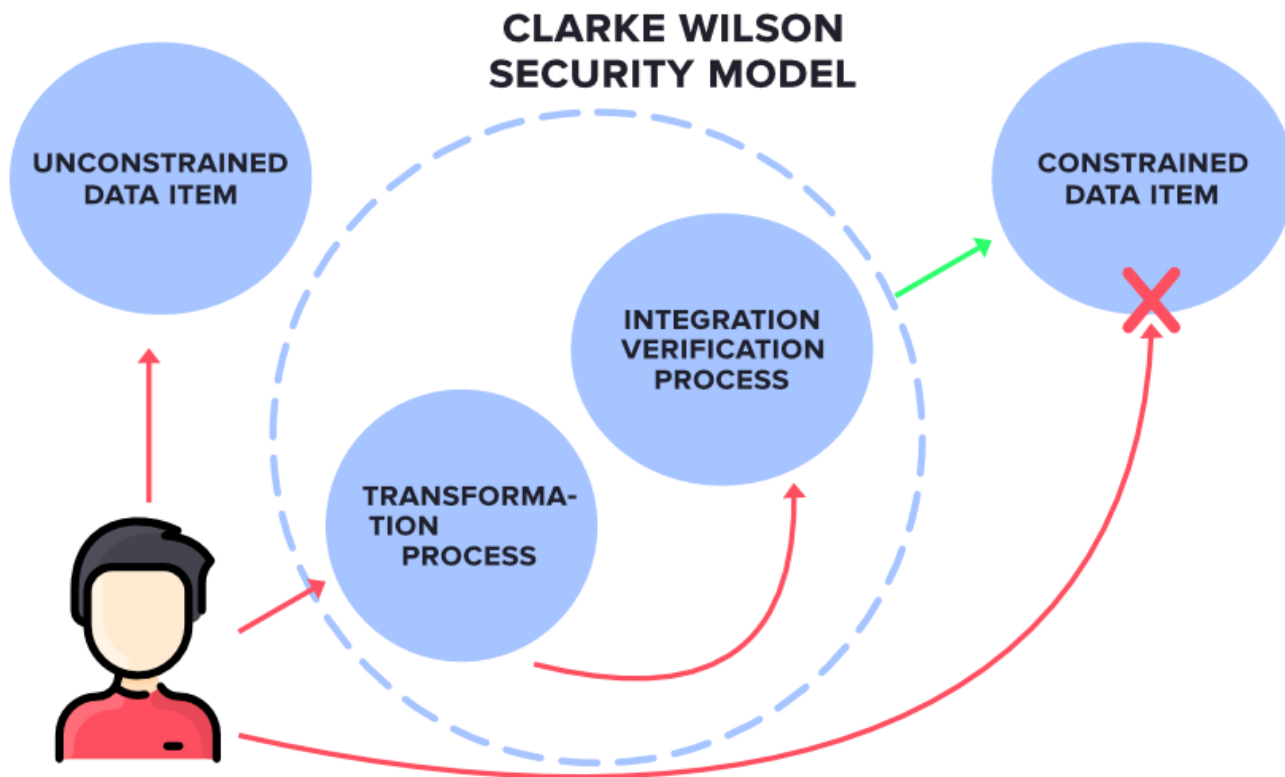 CLARKE WILSON
SECURITY MODEL
UNCONSTRAINED
DATA ITEM
CONSTRAINED
DATA ITEM
INTEGRATION
VERIFICATION
PROCESS
TRANSFORMA-
TION
PROCESS